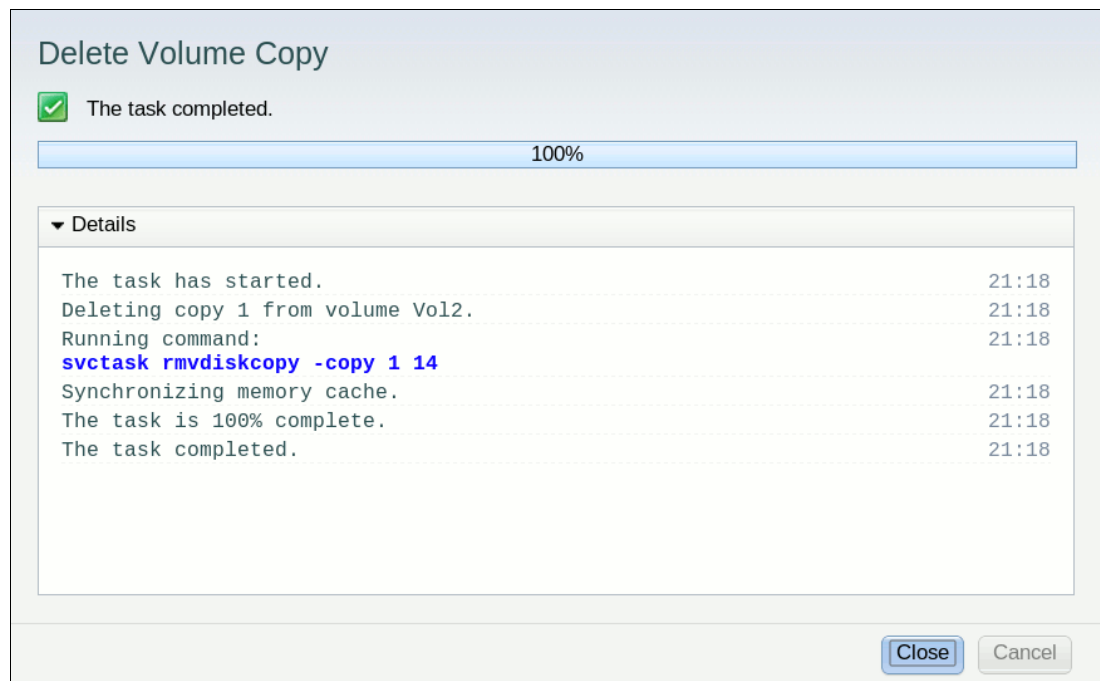 Delete Volume Copy
The task completed.
100%
Details
The task has started. 21:18
Deleting copy 1 from volume Vol2. 21:18
Running command: 21:18
svctask rmvdiskcopy -copy 1 14
Synchronizing memory cache. 21:18
The task is 100% complete. 21:18
The task completed. 21:18
Close Cancel